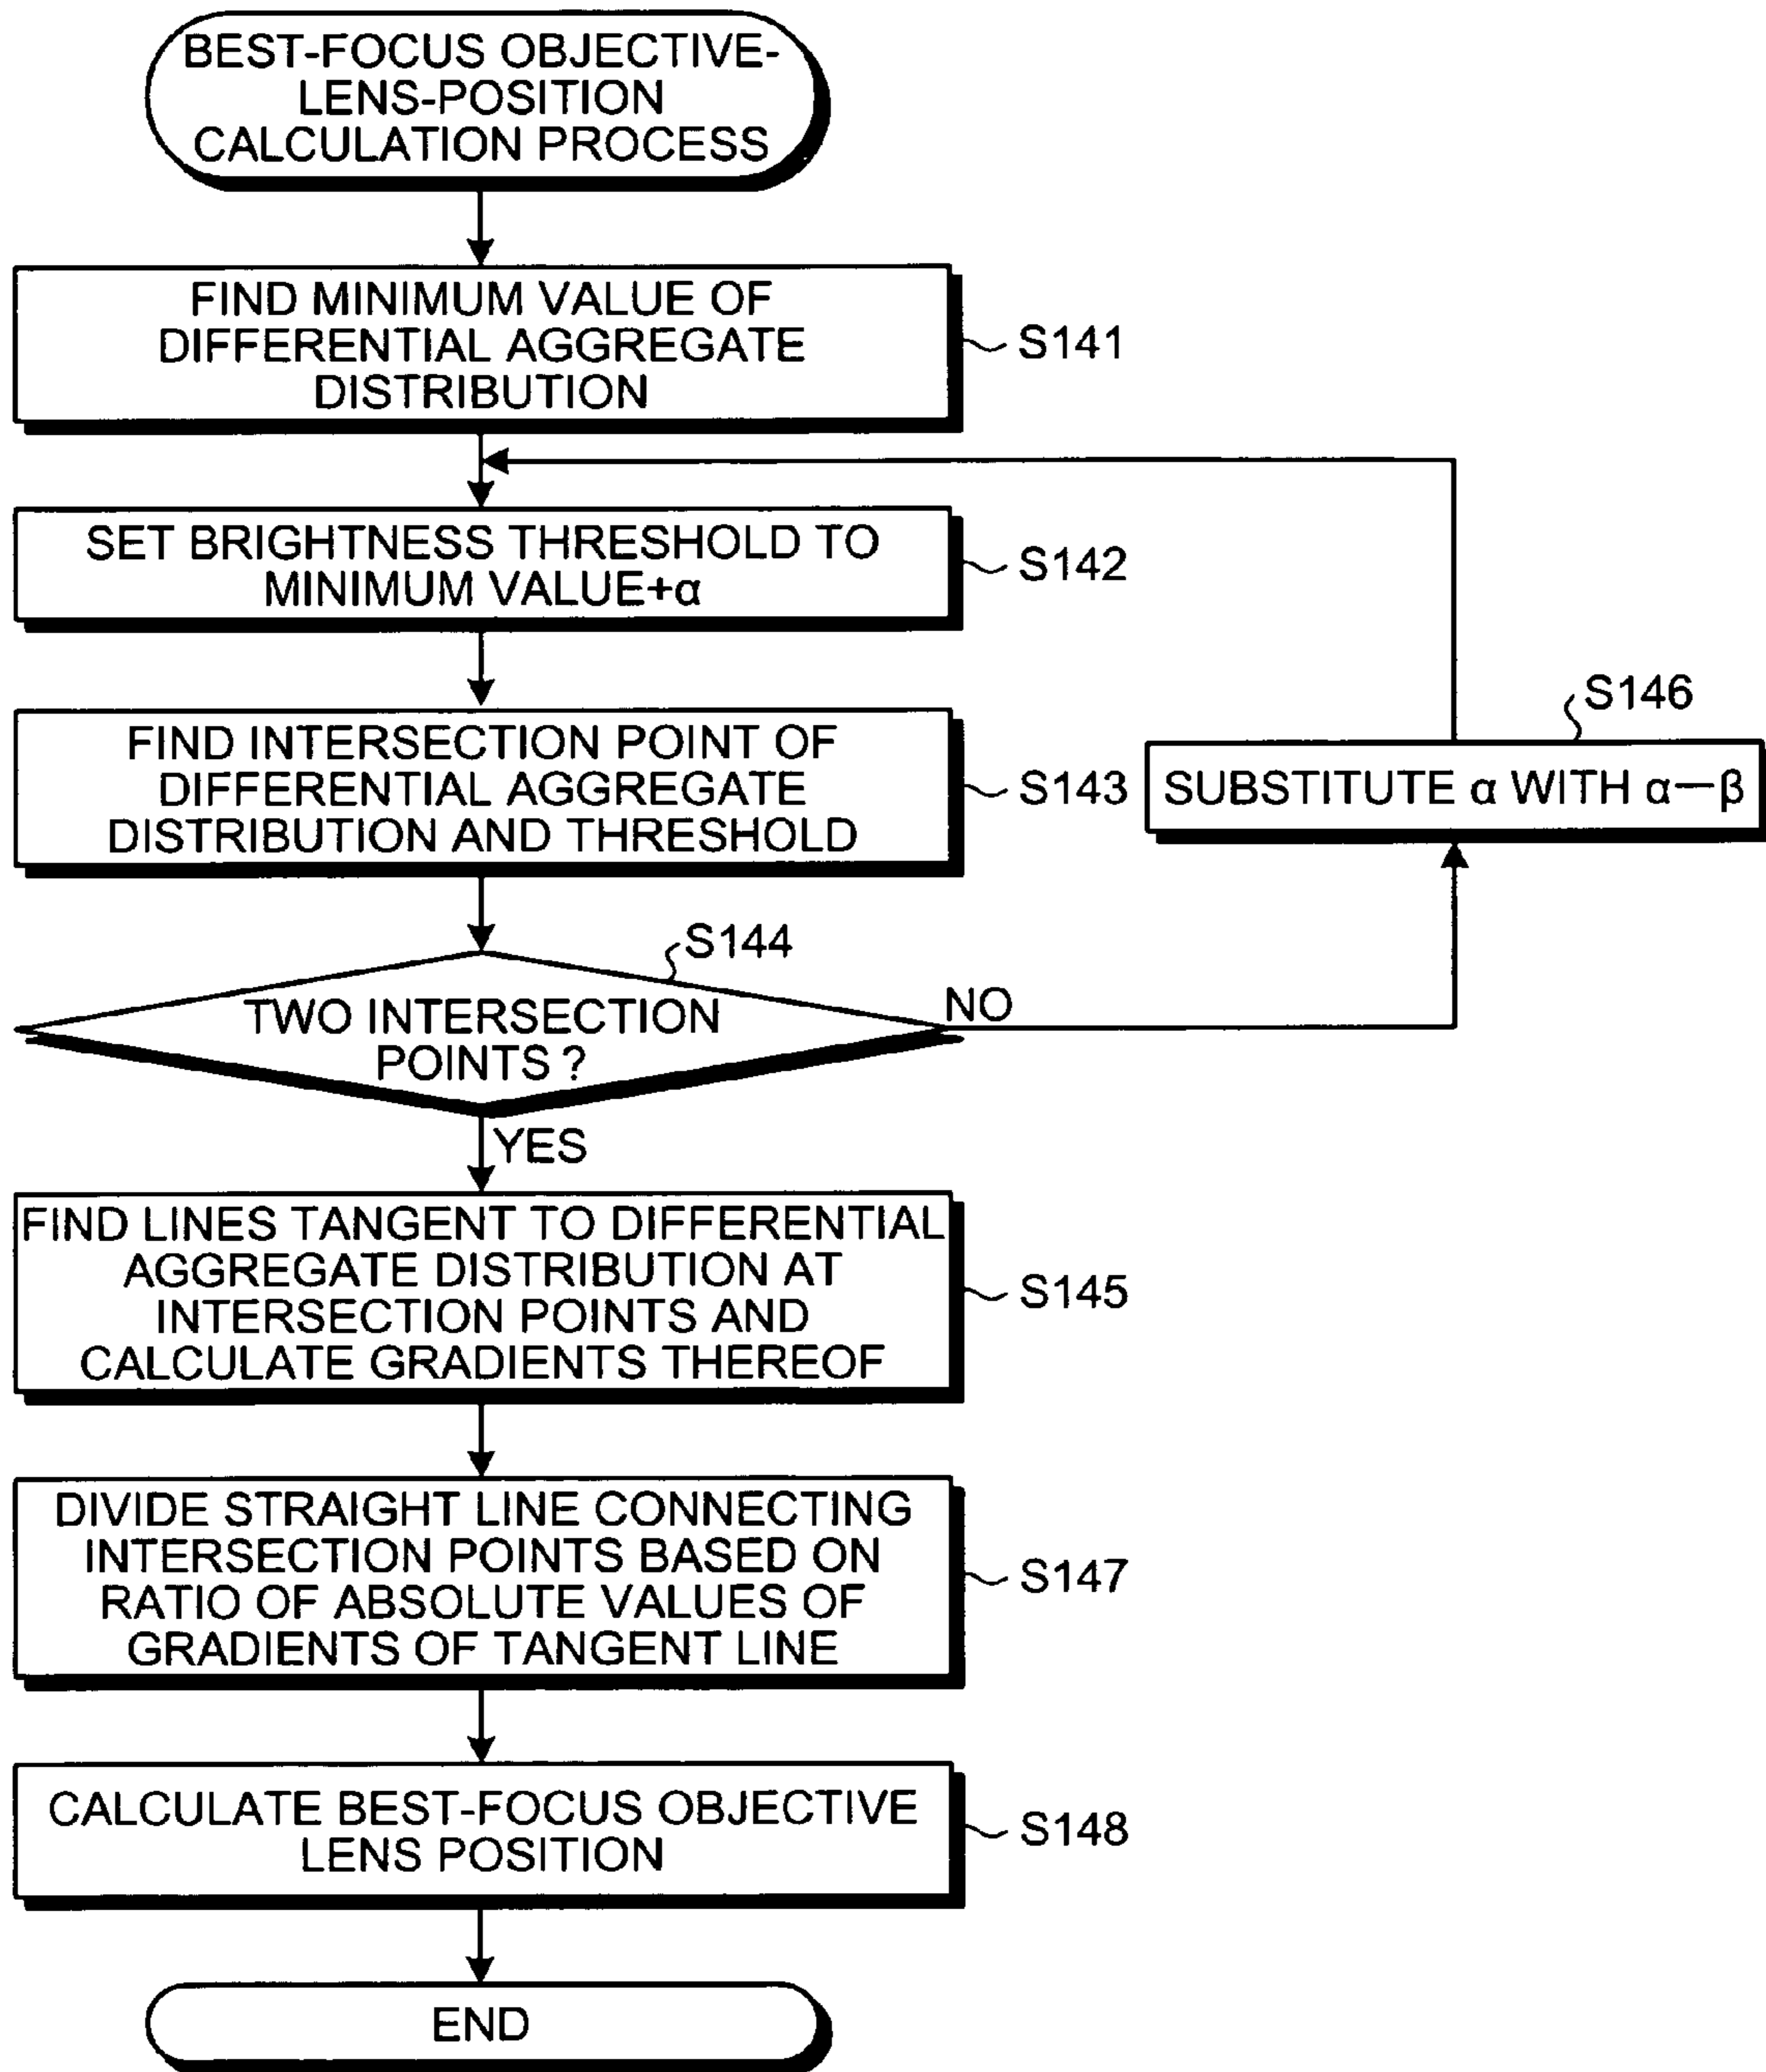 BEST-FOCUS OBJECTIVE-
LENS-POSITION
CALCULATION PROCESS
FIND MINIMUM VALUE OF
DIFFERENTIAL AGGREGATE
DISTRIBUTION
S141
SET BRIGHTNESS THRESHOLD TO
MINIMUM VALUE+α
S142
FIND INTERSECTION POINT OF
DIFFERENTIAL AGGREGATE
DISTRIBUTION AND THRESHOLD
S143
S146
SUBSTITUTE α WITH α—β
S144
TWO INTERSECTION
POINTS ?
NO
YES
FIND LINES TANGENT TO DIFFERENTIAL
AGGREGATE DISTRIBUTION AT
INTERSECTION POINTS AND
CALCULATE GRADIENTS THEREOF
S145
DIVIDE STRAIGHT LINE CONNECTING
INTERSECTION POINTS BASED ON
RATIO OF ABSOLUTE VALUES OF
GRADIENTS OF TANGENT LINE
S147
CALCULATE BEST-FOCUS OBJECTIVE
LENS POSITION
S148
END